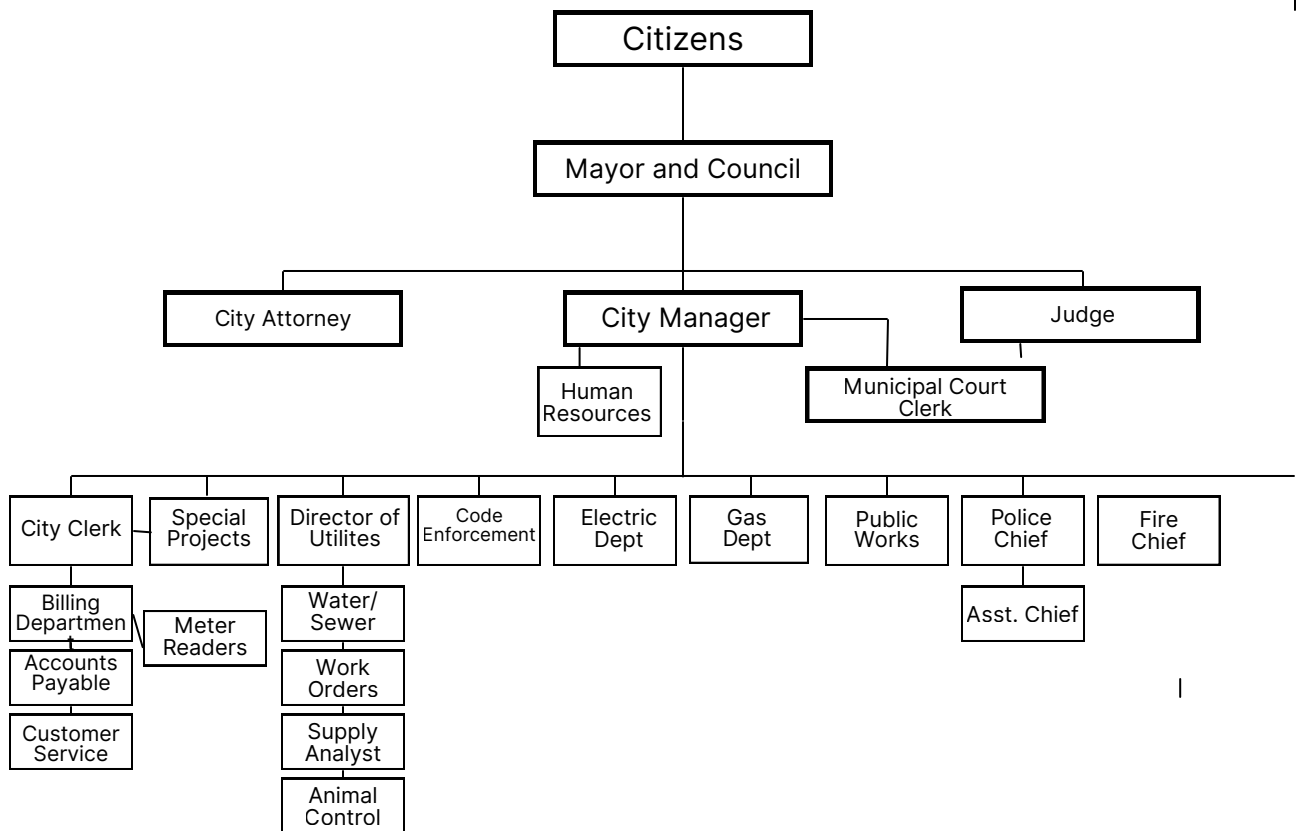 Citizens
Mayor and Council
City Attorney
City Manager
Judge
Human
Resources
Municipal Court
Clerk
City Clerk
Special
Projects
Director of
Utilites
Code
Enforcement
Electric
Dept
Gas
Dept
Public
Works
Police
Chief
Fire
Chief
Billing
Departmen
t
Meter
Readers
Water/
Sewer
Asst. Chief
Accounts
Payable
Work
Orders
Customer
Service
Supply
Analyst
Animal
Control